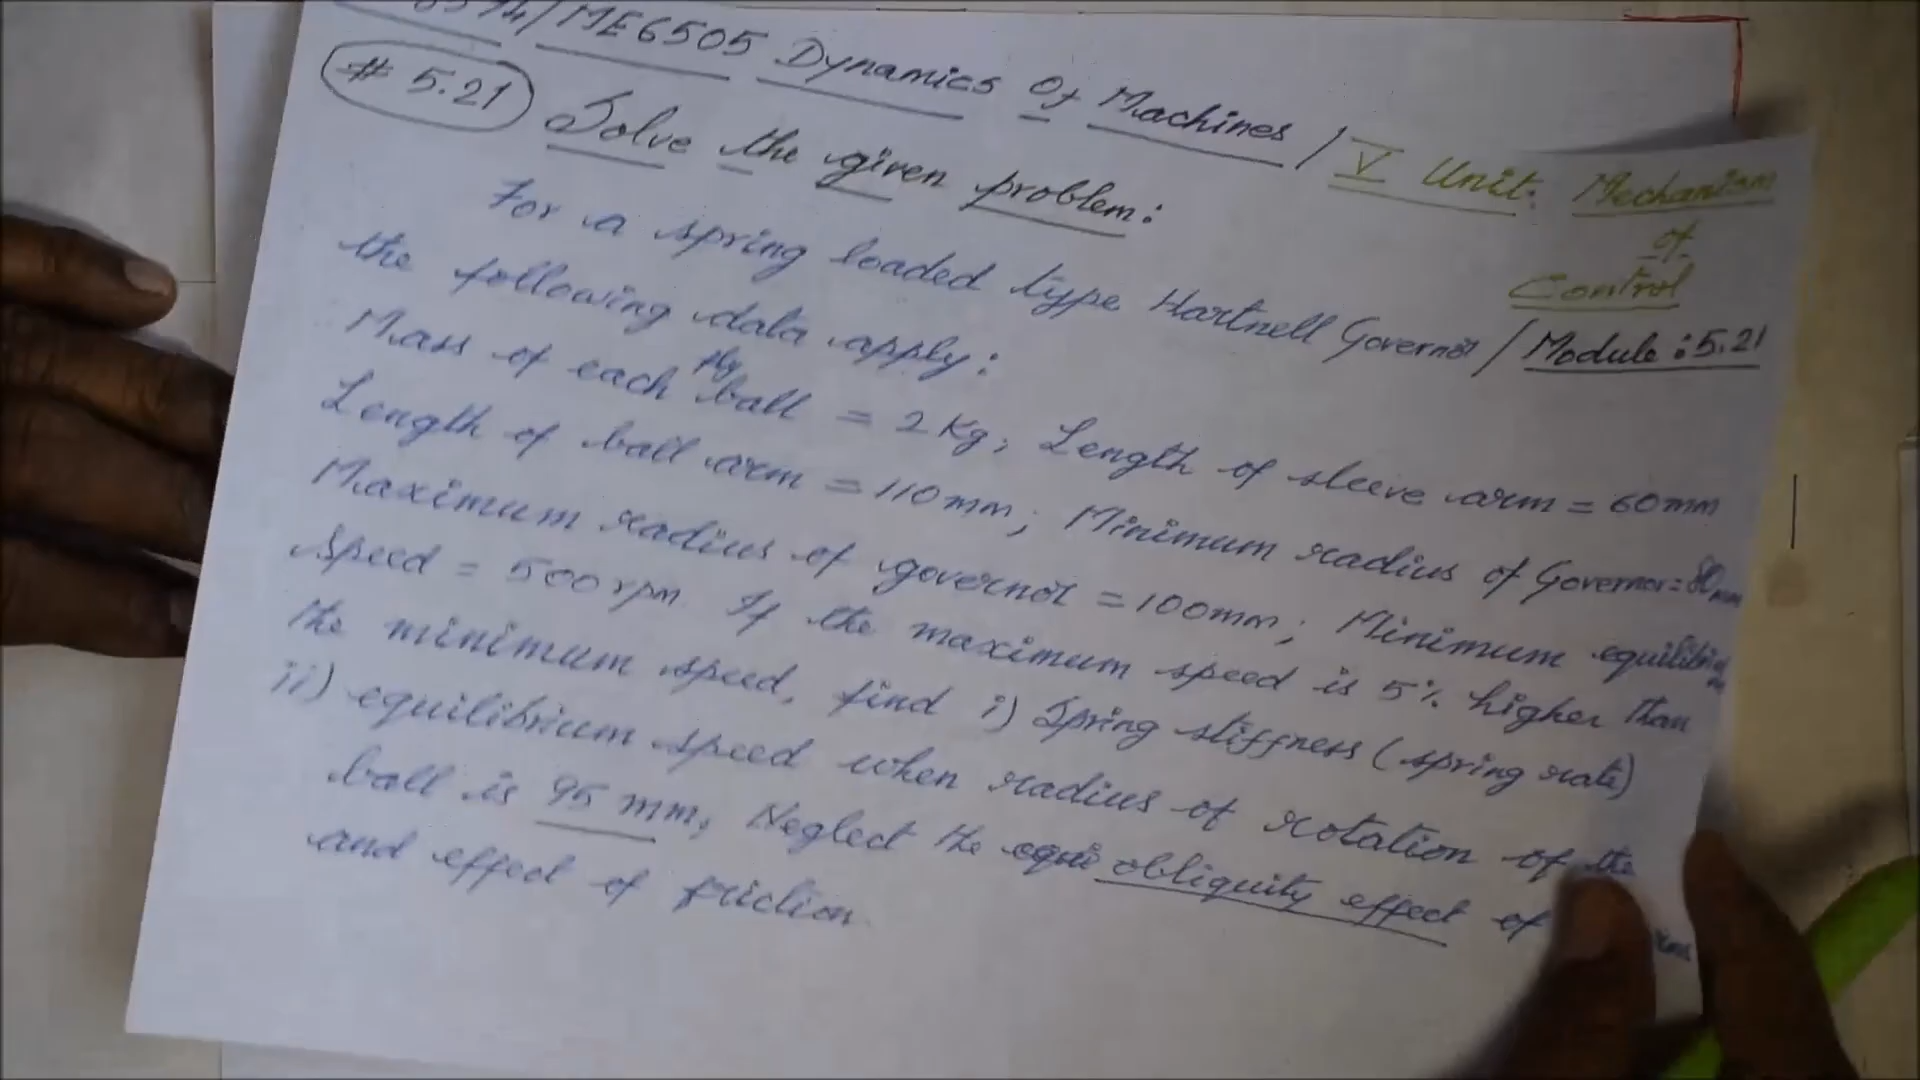 /ME6505 Dynamics Of Machines / V Unit: Mechanism
of
Control
# 5.21 Solve the given problem:
For a spring loaded type Hartnell Governor / Module: 5.21
the following data apply:
Mass of each fly ball = 2 Kg; Length of sleeve arm = 60mm
Length of ball arm = 110mm; Minimum radius of Governor = 80mm
Maximum radius of governor = 100mm; Minimum equilibrium
Speed = 500rpm If the maximum speed is 5% higher than
the minimum speed, find i) Spring stiffness (spring rate)
ii) equilibrium speed when radius of rotation of the
ball is 95 mm, Neglect the obliquity effect of
and effect of friction.